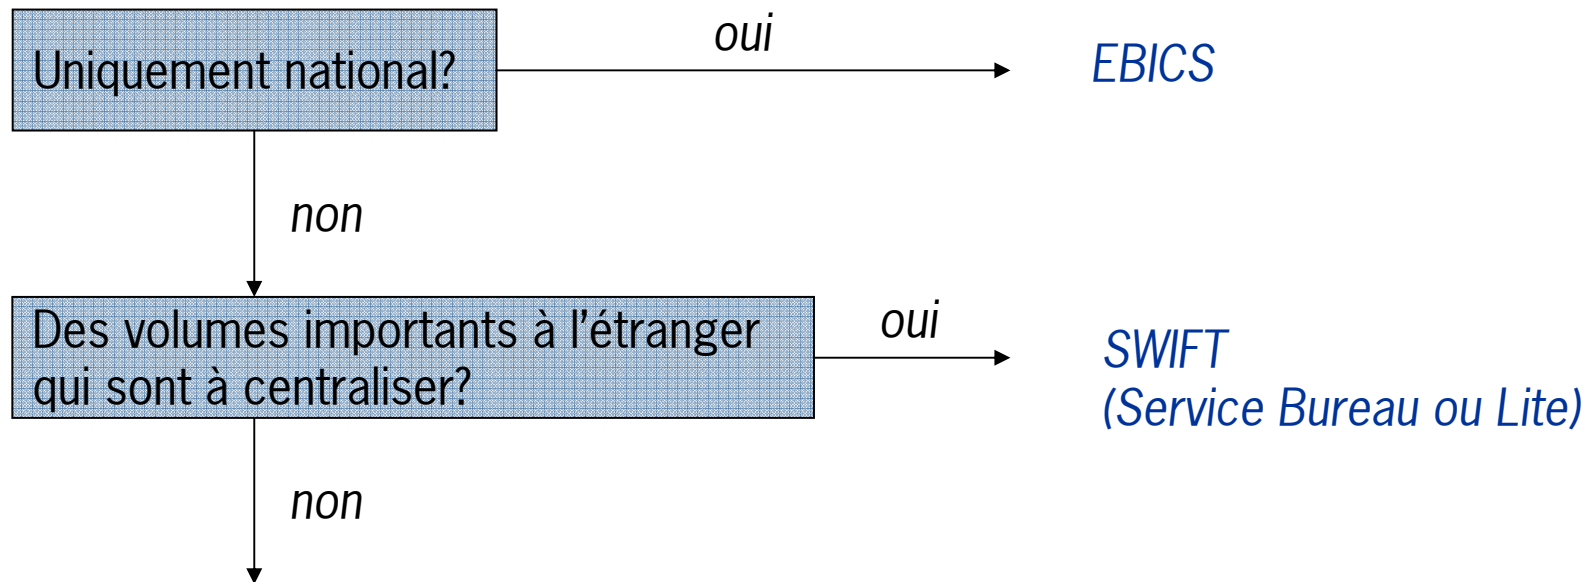 Uniquement national?
oui
EBICS
non
Des volumes importants à l'étranger
qui sont à centraliser?
oui
SWIFT
(Service Bureau ou Lite)
non